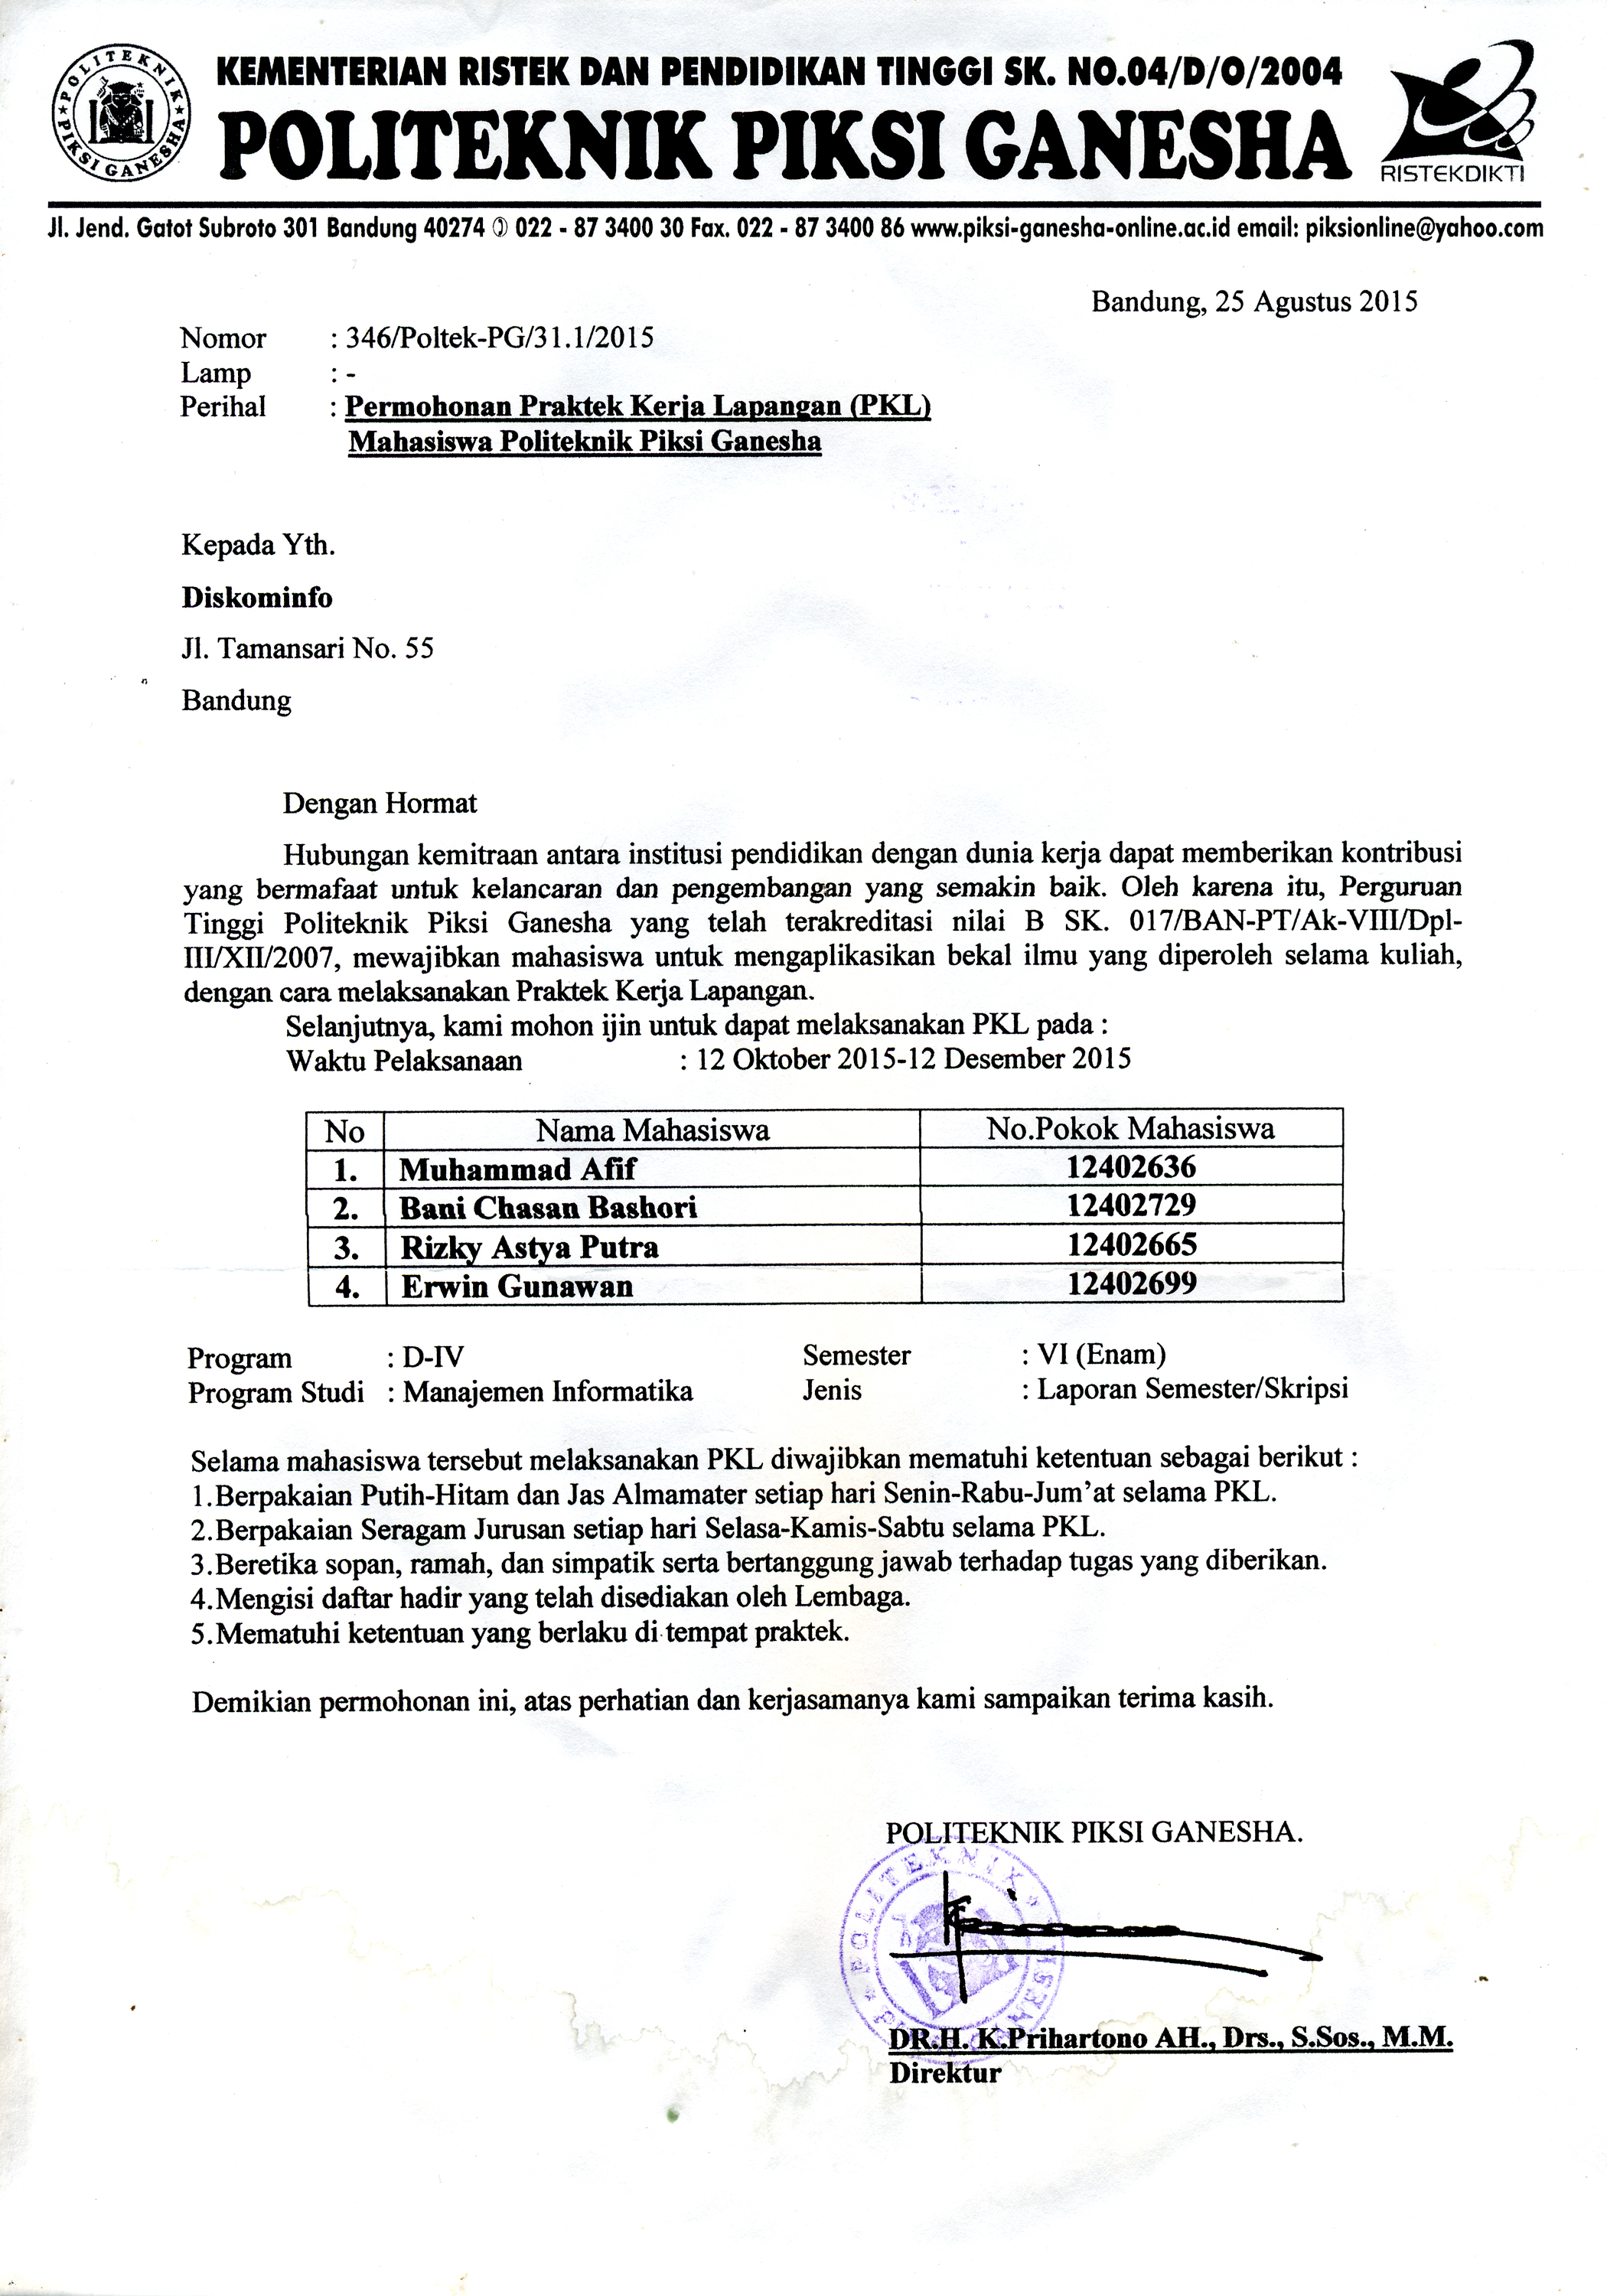 POLITEKNIK PIKSI GANESHA
KEMENTERIAN RISTEK DAN PENDIDIKAN TINGGI SK. NO.04/D/O/2004
POLITEKNIK PIKSI GANESHA
RISTEKDIKTI
Jl. Jend. Gatot Subroto 301 Bandung 40274 ✆ 022 - 87 3400 30 Fax. 022 - 87 3400 86 www.piksi-ganesha-online.ac.id email: piksionline@yahoo.com
Bandung, 25 Agustus 2015
Nomor : 346/Poltek-PG/31.1/2015
Lamp : -
Perihal : Permohonan Praktek Kerja Lapangan (PKL)
Mahasiswa Politeknik Piksi Ganesha
Kepada Yth.
Diskominfo
Jl. Tamansari No. 55
Bandung
Dengan Hormat
Hubungan kemitraan antara institusi pendidikan dengan dunia kerja dapat memberikan kontribusi
yang bermafaat untuk kelancaran dan pengembangan yang semakin baik. Oleh karena itu, Perguruan
Tinggi Politeknik Piksi Ganesha yang telah terakreditasi nilai B SK. 017/BAN-PT/Ak-VIII/Dpl-
III/XII/2007, mewajibkan mahasiswa untuk mengaplikasikan bekal ilmu yang diperoleh selama kuliah,
dengan cara melaksanakan Praktek Kerja Lapangan.
Selanjutnya, kami mohon ijin untuk dapat melaksanakan PKL pada :
Waktu Pelaksanaan : 12 Oktober 2015-12 Desember 2015
No Nama Mahasiswa No.Pokok Mahasiswa
1. Muhammad Afif 12402636
2. Bani Chasan Bashori 12402729
3. Rizky Astya Putra 12402665
4. Erwin Gunawan 12402699
Program : D-IV Semester : VI (Enam)
Program Studi : Manajemen Informatika Jenis : Laporan Semester/Skripsi
Selama mahasiswa tersebut melaksanakan PKL diwajibkan mematuhi ketentuan sebagai berikut :
1.Berpakaian Putih-Hitam dan Jas Almamater setiap hari Senin-Rabu-Jum'at selama PKL.
2.Berpakaian Seragam Jurusan setiap hari Selasa-Kamis-Sabtu selama PKL.
3.Beretika sopan, ramah, dan simpatik serta bertanggung jawab terhadap tugas yang diberikan.
4.Mengisi daftar hadir yang telah disediakan oleh Lembaga.
5.Mematuhi ketentuan yang berlaku di tempat praktek.
Demikian permohonan ini, atas perhatian dan kerjasamanya kami sampaikan terima kasih.
POLITEKNIK PIKSI GANESHA.
POLITEKNIK
DR.H. K.Prihartono AH., Drs., S.Sos., M.M.
Direktur